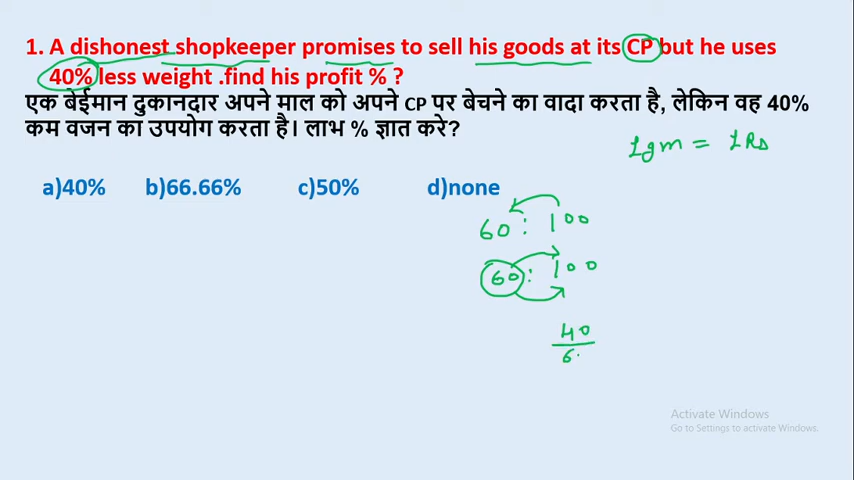 1. A dishonest shopkeeper promises to sell his goods at its CP but he uses
40% less weight .find his profit % ?
एक बेईमान दुकानदार अपने माल को अपने CP पर बेचने का वादा करता है, लेकिन वह 40%
कम वजन का उपयोग करता है। लाभ % ज्ञात करे?
1gm = 1Rs
a)40% b)66.66% c)50% d)none
60 : 100
60 : 100
40
6
Activate Windows
Go to Settings to activate Windows.